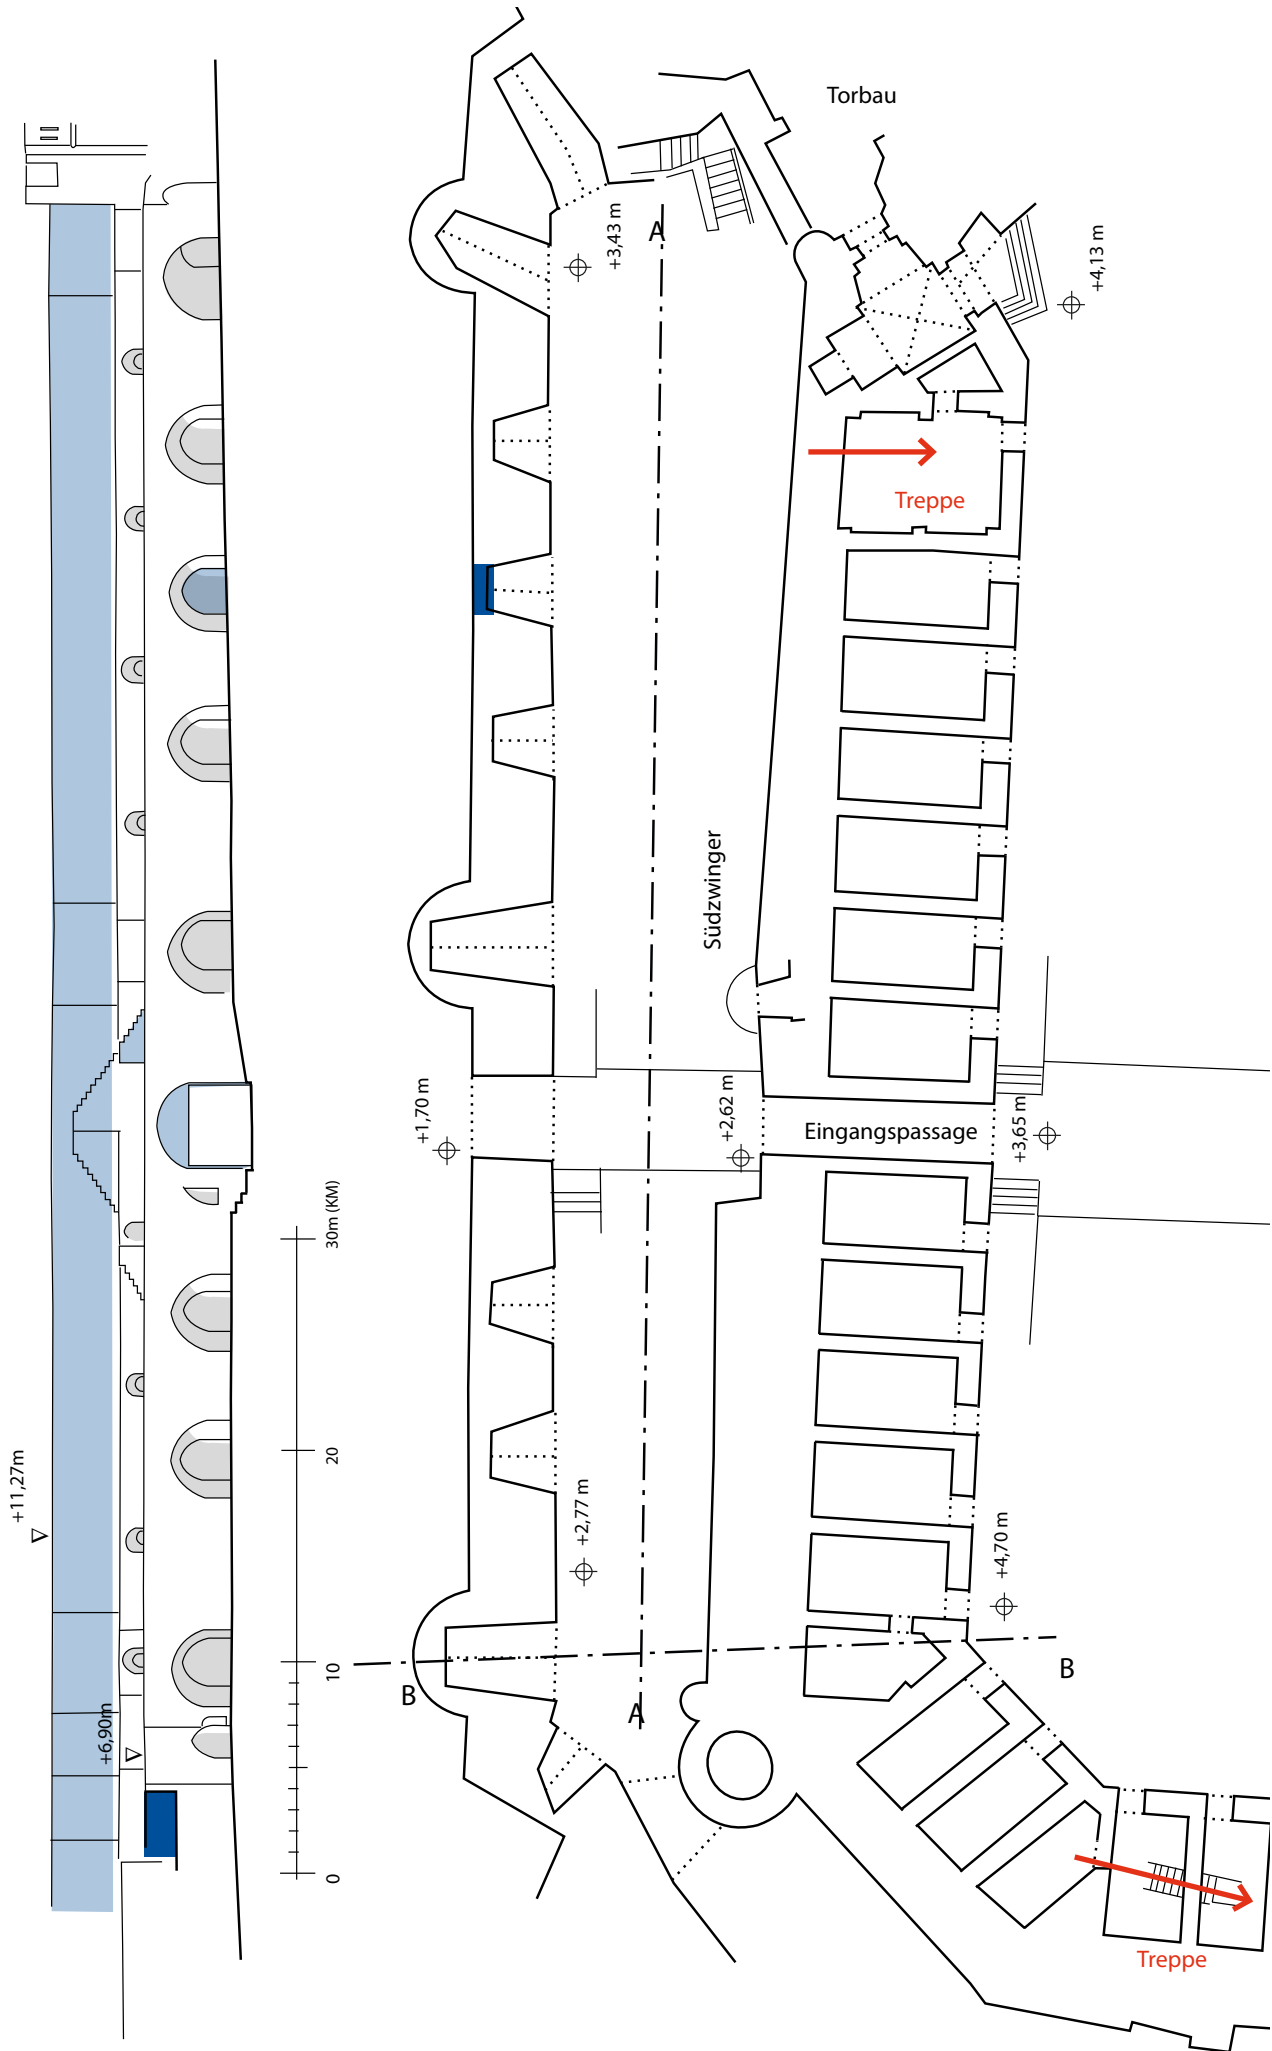 Torbau
A
+3,43 m
+4,13 m
Treppe
Südzwinger
+1,70 m
+2,62 m
Eingangspassage
+3,65 m
30m (KM)
20
+11,27m
+2,77 m
+4,70 m
10
B
B
A
+6,90m
0
Treppe